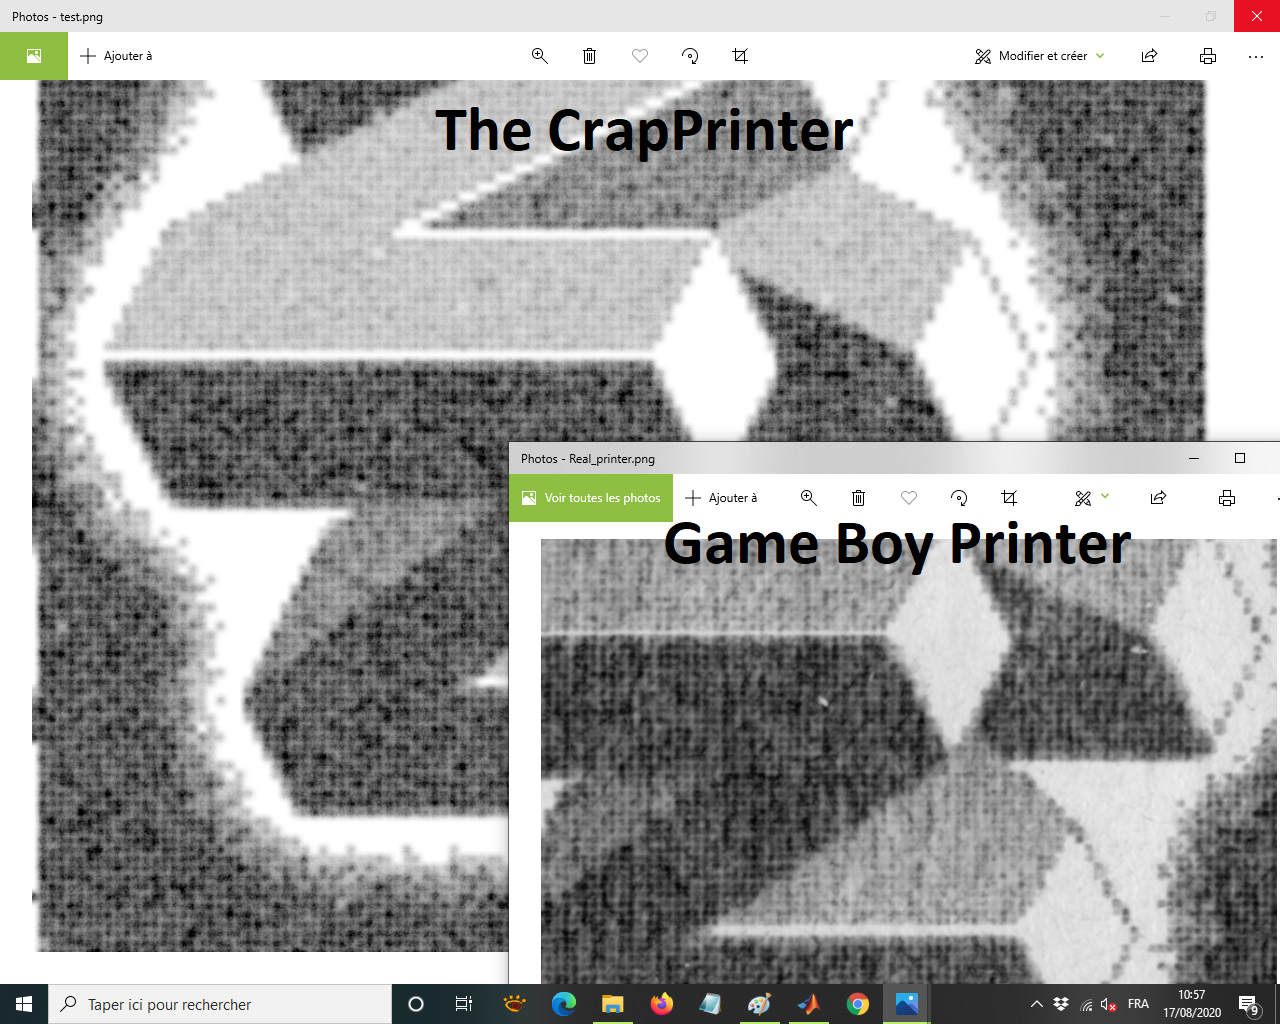 Photos - test.png
Ajouter à
Modifier et créer
The CrapPrinter
Photos - Real_printer.png
Voir toutes les photos
Ajouter à
Game Boy Printer
Taper ici pour rechercher
FRA
10:57
17/08/2020
9